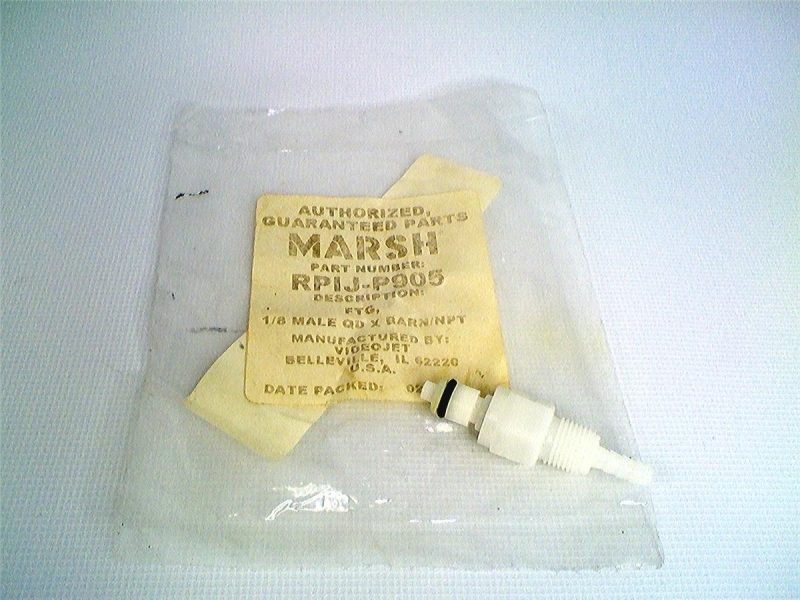 AUTHORIZED,
GUARANTEED PARTS
MARSH
PART NUMBER:
RPIJ-P905
DESCRIPTION:
FTG,
1/8 MALE QD X BARN/NPT
MANUFACTURED BY:
VIDEOJET
BELLEVILLE, IL 62220
U.S.A.
DATE PACKED: